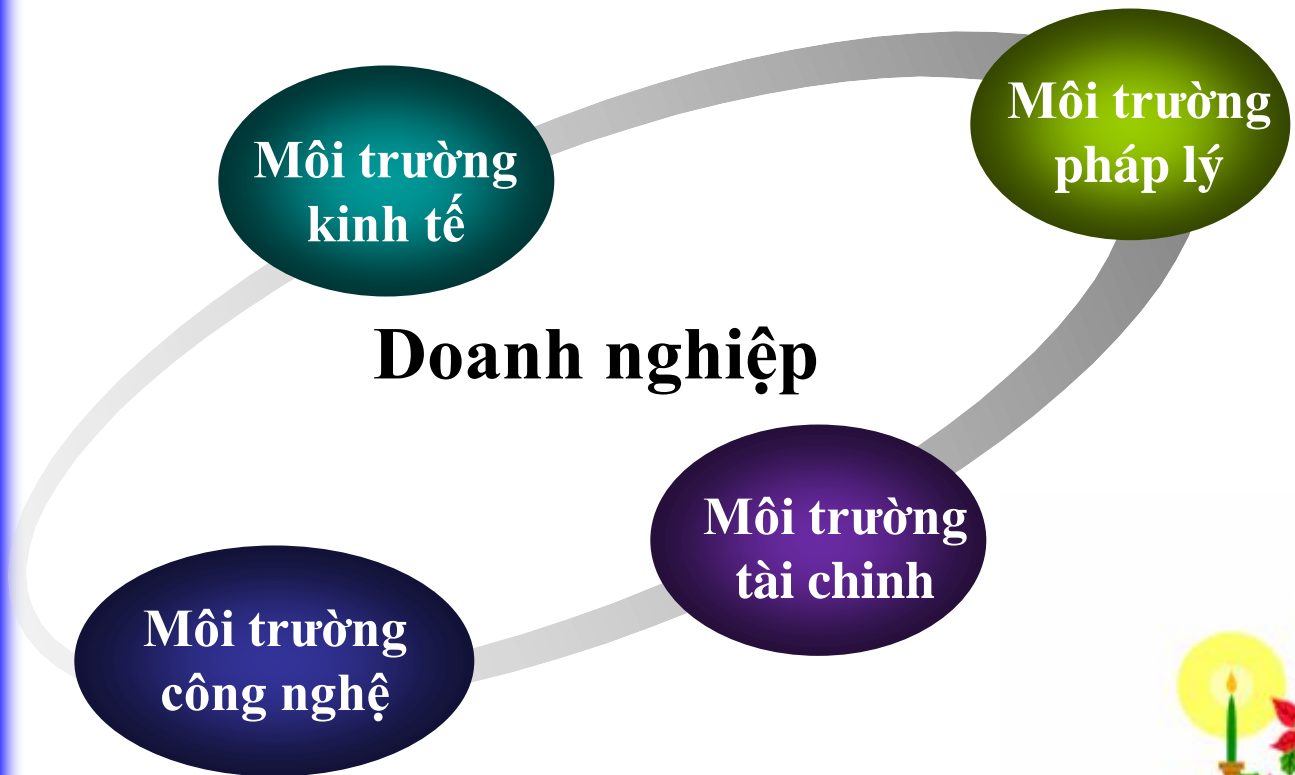 Môi trường
pháp lý
Môi trường
kinh tế
Doanh nghiệp
Môi trường
tài chinh
Môi trường
công nghệ